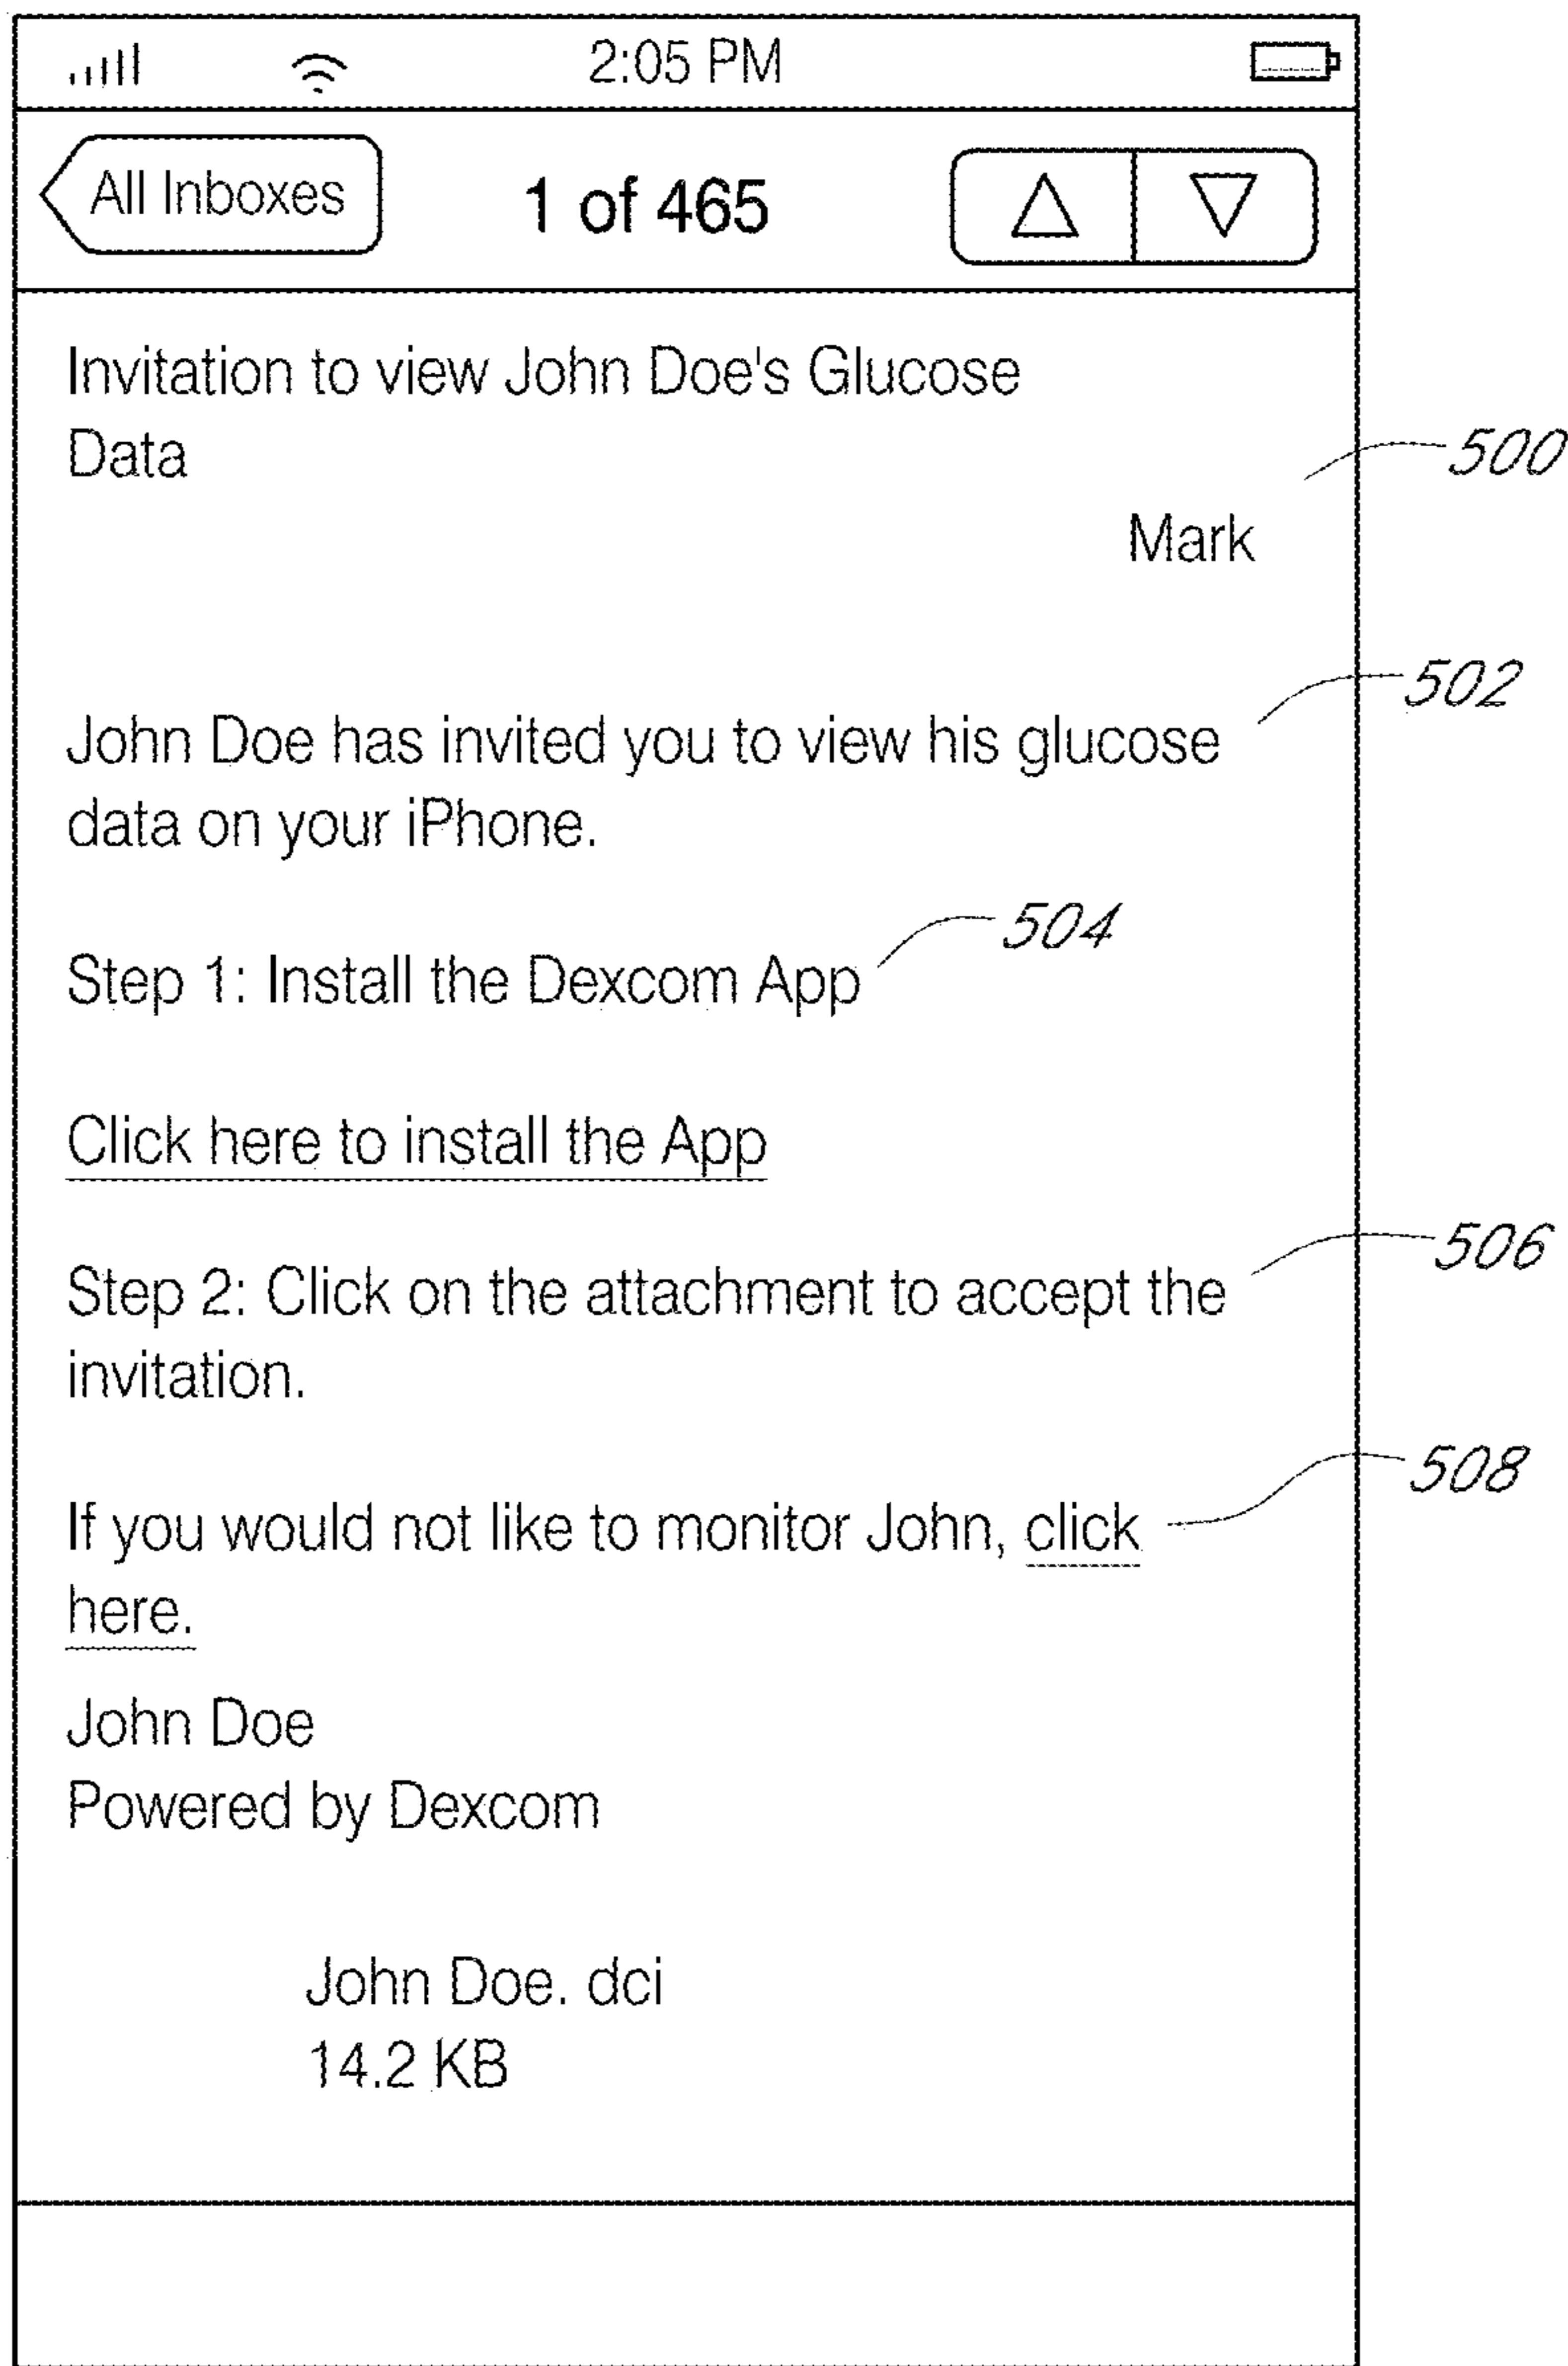 2:05 PM
All Inboxes 1 of 465
Invitation to view John Doe's Glucose
Data
500
Mark
502
John Doe has invited you to view his glucose
data on your iPhone.
504
Step 1: Install the Dexcom App
Click here to install the App
506
Step 2: Click on the attachment to accept the
invitation.
508
If you would not like to monitor John, click
here.
John Doe
Powered by Dexcom
John Doe. dci
14.2 KB